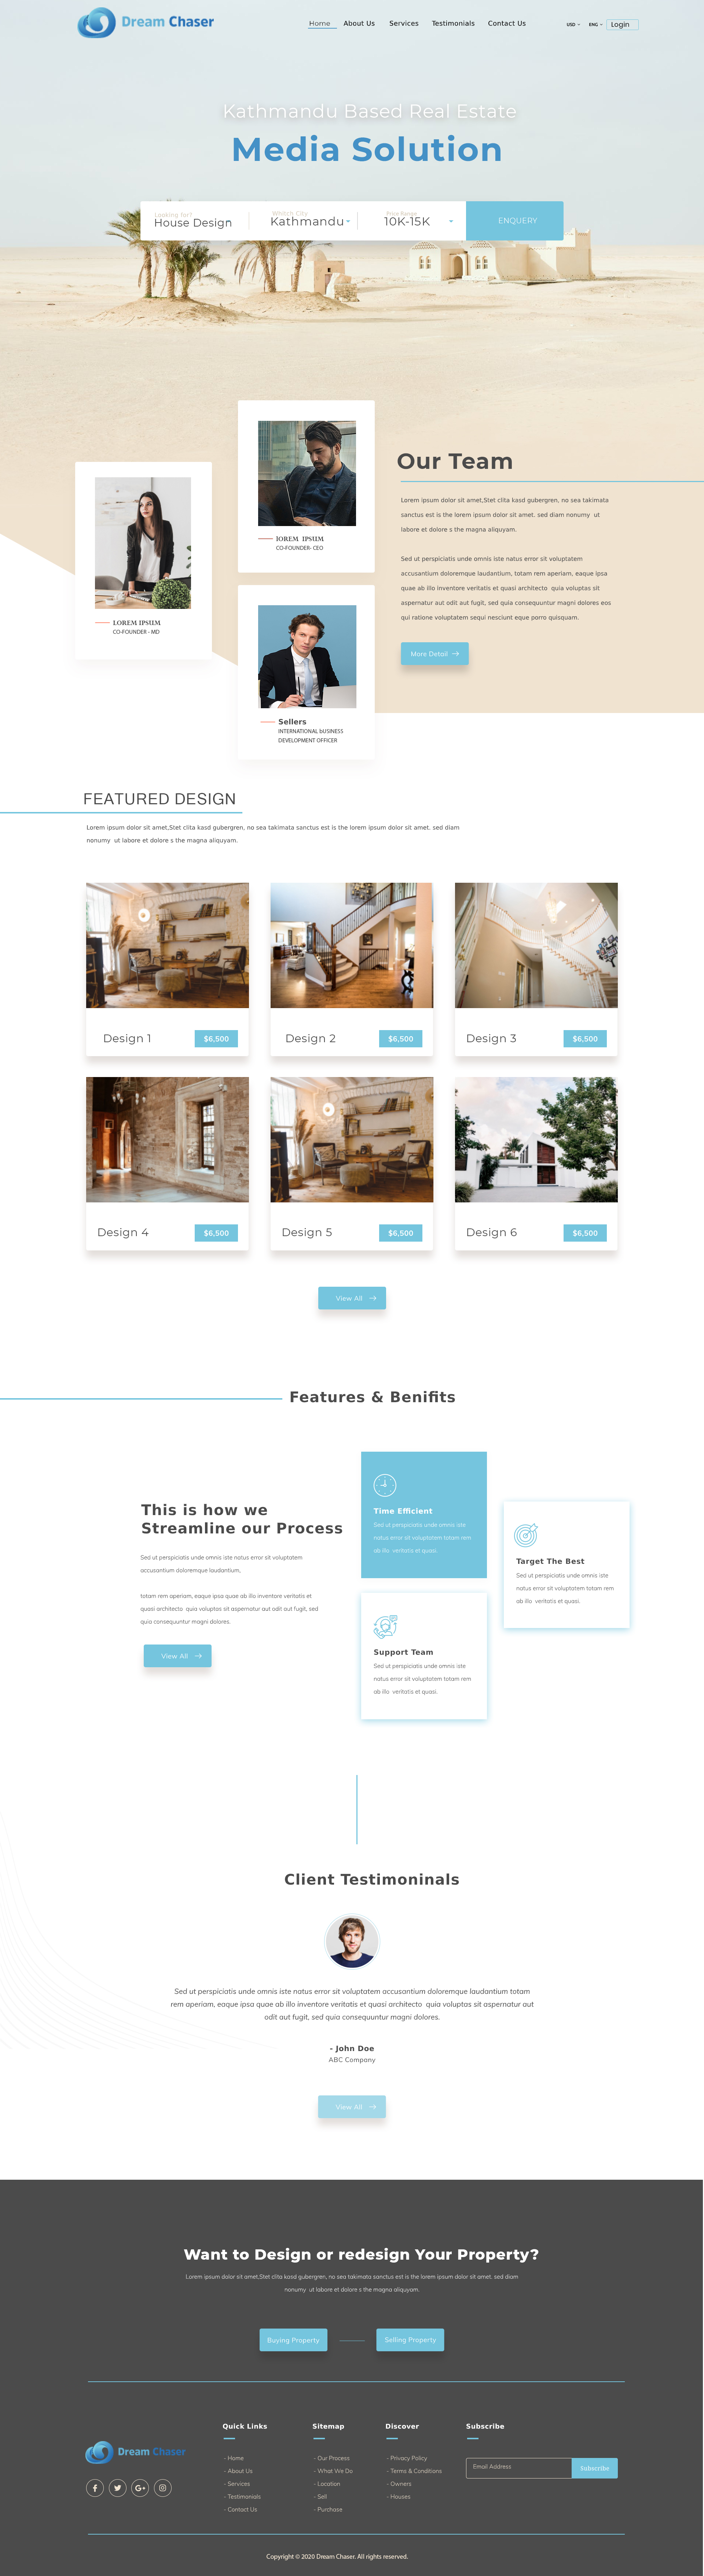 Dream Chaser
Home About Us Services Testimonials Contact Us
USD ENG Login
Kathmandu Based Real Estate
Media Solution
Looking for? Whitch City Price Range
House Design Kathmandu 10K-15K ENQUERY
lOREM IPSUM
CO-FOUNDER- CEO
LOREM IPSUM
CO-FOUNDER - MD
Sellers
INTERNATIONAL bUSINESS
DEVELOPMENT OFFICER
Our Team
Lorem ipsum dolor sit amet,Stet clita kasd gubergren, no sea takimata
sanctus est is the lorem ipsum dolor sit amet. sed diam nonumy ut
labore et dolore s the magna aliquyam.
Sed ut perspiciatis unde omnis iste natus error sit voluptatem
accusantium doloremque laudantium, totam rem aperiam, eaque ipsa
quae ab illo inventore veritatis et quasi architecto quia voluptas sit
aspernatur aut odit aut fugit, sed quia consequuntur magni dolores eos
qui ratione voluptatem sequi nesciunt eque porro quisquam.
More Detail
FEATURED DESIGN
Lorem ipsum dolor sit amet,Stet clita kasd gubergren, no sea takimata sanctus est is the lorem ipsum dolor sit amet. sed diam
nonumy ut labore et dolore s the magna aliquyam.
Design 1 $6,500
Design 2 $6,500
Design 3 $6,500
Design 4 $6,500
Design 5 $6,500
Design 6 $6,500
View All
Features & Benifits
This is how we
Streamline our Process
Sed ut perspiciatis unde omnis iste natus error sit voluptatem
accusantium doloremque laudantium,
totam rem aperiam, eaque ipsa quae ab illo inventore veritatis et
quasi architecto quia voluptas sit aspernatur aut odit aut fugit, sed
quia consequuntur magni dolores.
View All
Time Efficient
Sed ut perspiciatis unde omnis iste
natus error sit voluptatem totam rem
ab illo veritatis et quasi.
Support Team
Sed ut perspiciatis unde omnis iste
natus error sit voluptatem totam rem
ab illo veritatis et quasi.
Target The Best
Sed ut perspiciatis unde omnis iste
natus error sit voluptatem totam rem
ab illo veritatis et quasi.
Client Testimoninals
Sed ut perspiciatis unde omnis iste natus error sit voluptatem accusantium doloremque laudantium totam
rem aperiam, eaque ipsa quae ab illo inventore veritatis et quasi architecto quia voluptas sit aspernatur aut
odit aut fugit, sed quia consequuntur magni dolores.
- John Doe
ABC Company
View All
Want to Design or redesign Your Property?
Lorem ipsum dolor sit amet,Stet clita kasd gubergren, no sea takimata sanctus est is the lorem ipsum dolor sit amet. sed diam
nonumy ut labore et dolore s the magna aliquyam.
Buying Property Selling Property
Dream Chaser
Quick Links
- Home
- About Us
- Services
- Testimonials
- Contact Us
Sitemap
- Our Process
- What We Do
- Location
- Sell
- Purchase
Discover
- Privacy Policy
- Terms & Conditions
- Owners
- Houses
Subscribe
Email Address Subscribe
Copyright © 2020 Dream Chaser. All rights reserved.